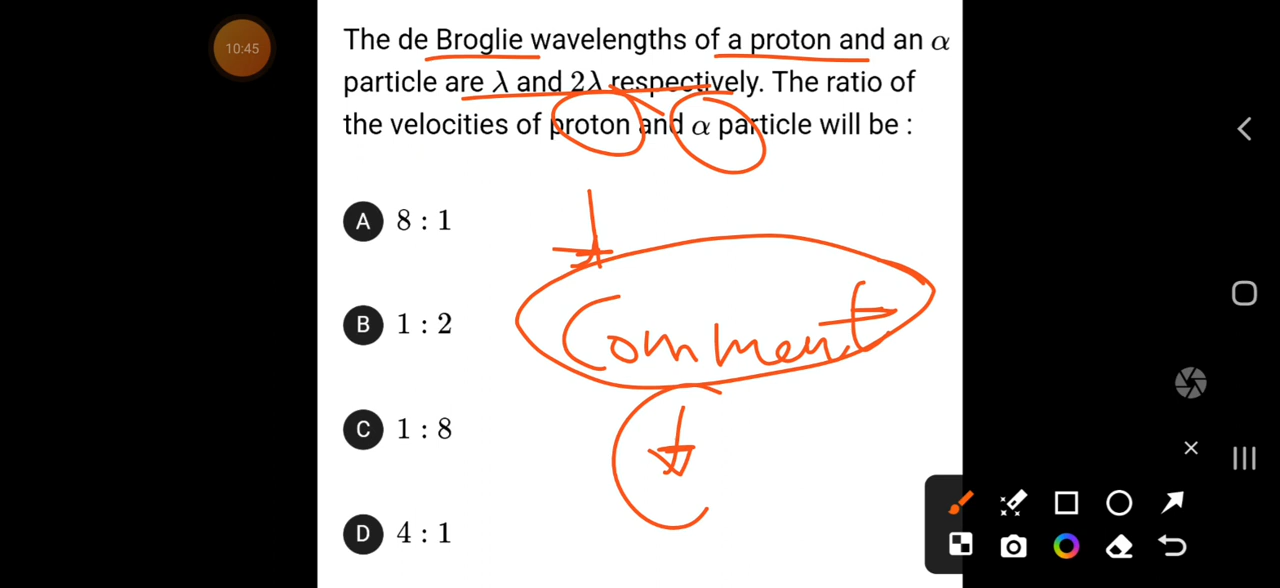 10:45
The de Broglie wavelengths of a proton and an α
particle are λ and 2λ respectively. The ratio of
the velocities of proton and α particle will be :
A 8 : 1
B 1 : 2
Comment
C 1 : 8
D 4 : 1